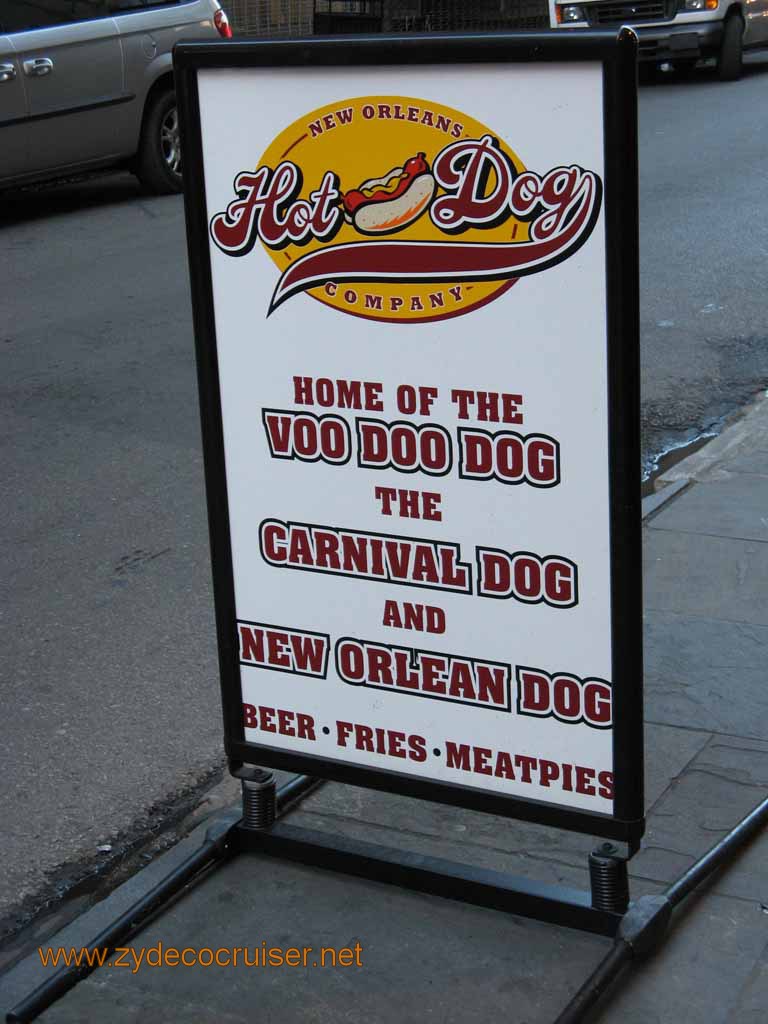 NEW ORLEANS
Hot Dog
COMPANY
HOME OF THE
VOO DOO DOG
THE
CARNIVAL DOG
AND
NEW ORLEAN DOG
BEER · FRIES · MEATPIES
www.zydecocruiser.net